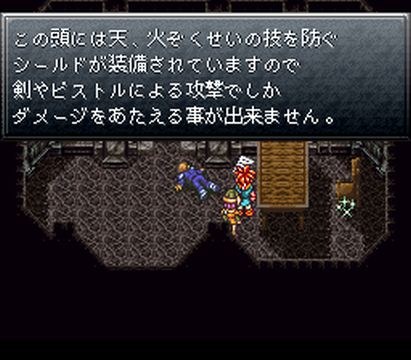 この頭には天、火ぞくせいの技を防ぐ
シールドが装備されていますので
剣やピストルによる攻撃でしか
ダメージをあたえる事が出来ません。